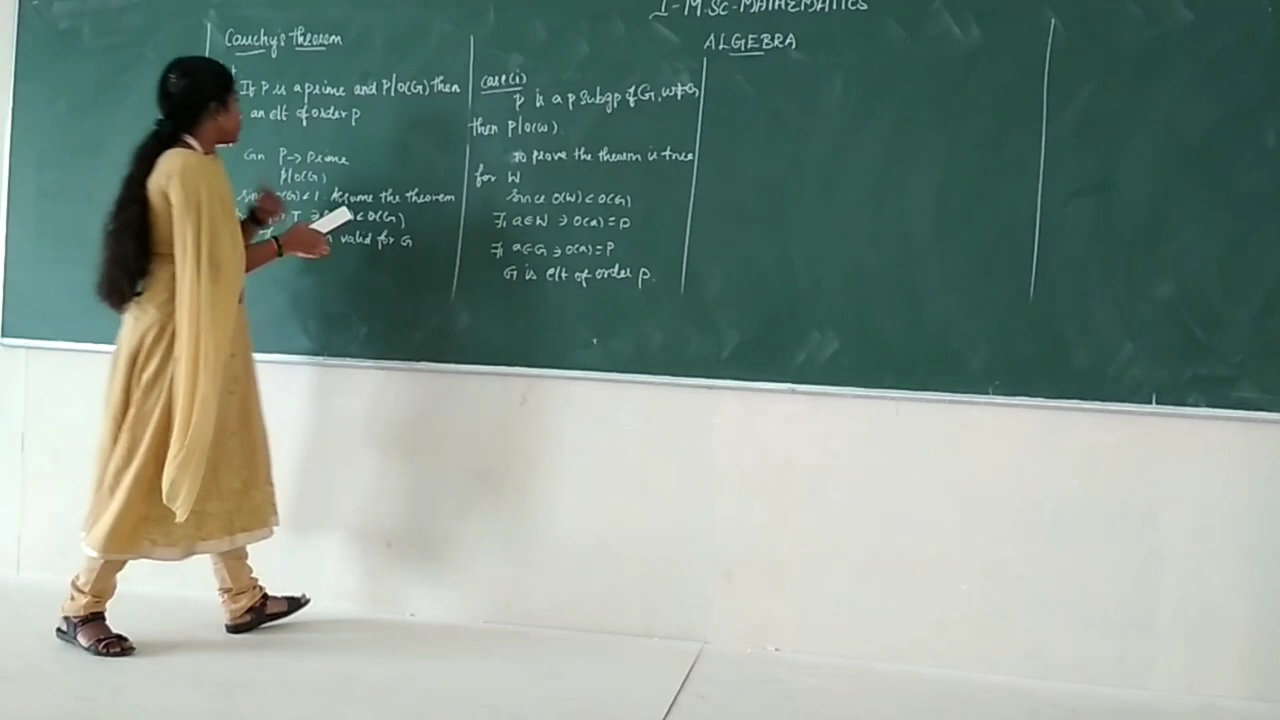 I-M.SC-MATHEMATICS
ALGEBRA
Cauchy's theorem
If P is a prime and P/O(G) then
an elt of order p
Gn P→prime
P/O(G)
Since O(G)<1. Assume the theorem
T ∋ <O(G)
valid for G
case(i)
P is a p subgp of G, W≠G
then P/O(W).
To prove the theorem is true
for W
Since O(W)<O(G)
∃ a∈W ∋ O(a)=P
∃ a∈G ∋ O(a)=P
G is elt of order p.